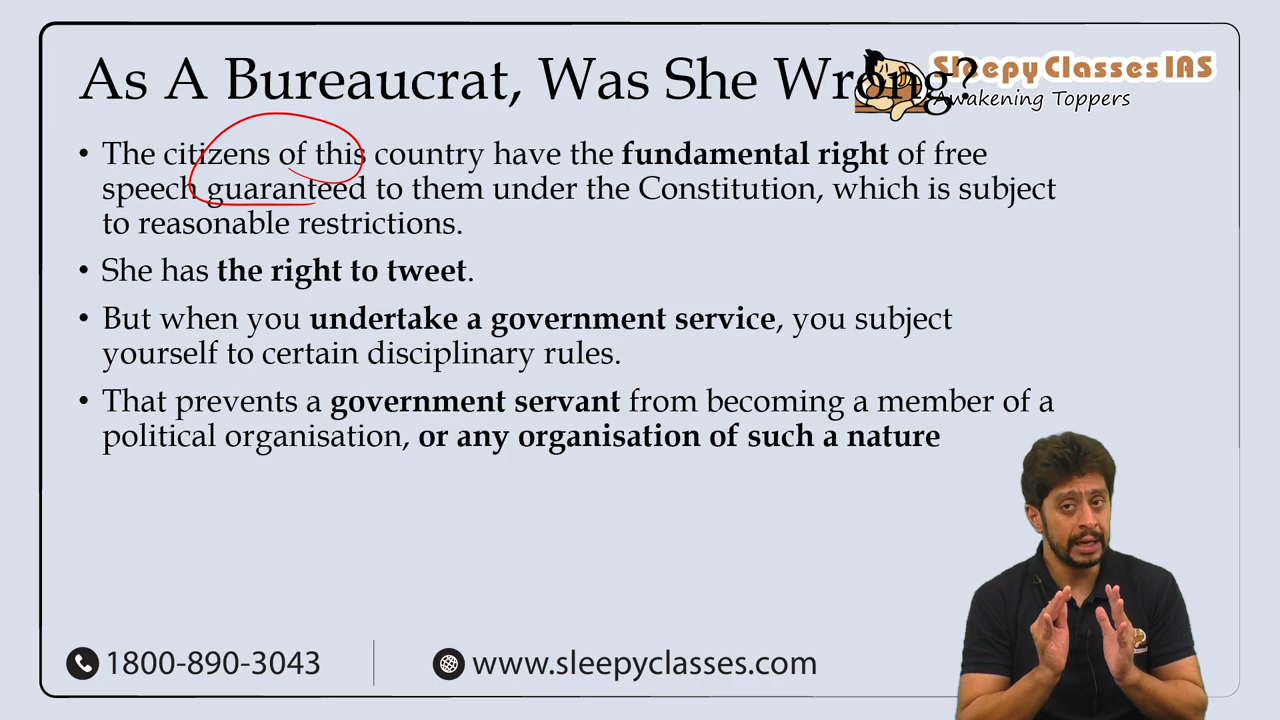 As A Bureaucrat, Was She Wrong?
Sleepy Classes IAS
Awakening Toppers
• The citizens of this country have the fundamental right of free
speech guaranteed to them under the Constitution, which is subject
to reasonable restrictions.
• She has the right to tweet.
• But when you undertake a government service, you subject
yourself to certain disciplinary rules.
• That prevents a government servant from becoming a member of a
political organisation, or any organisation of such a nature
1800-890-3043
www.sleepyclasses.com